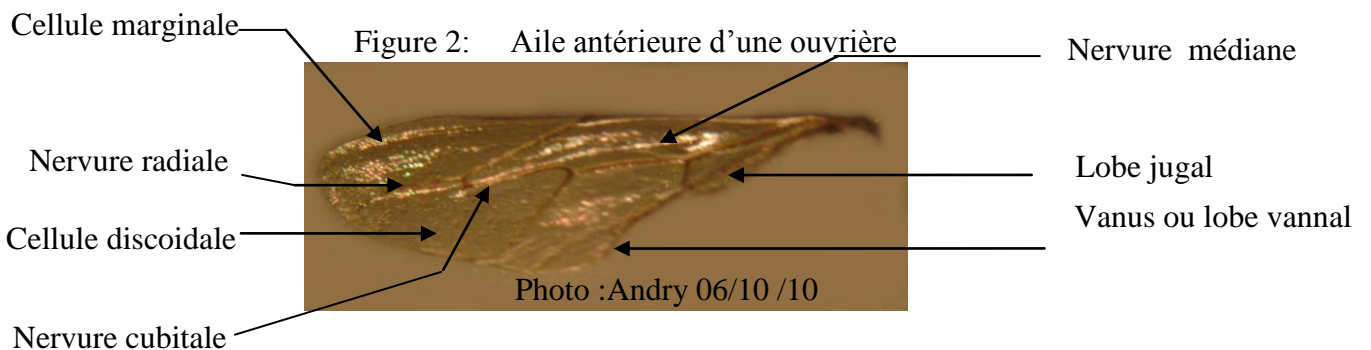 Cellule marginale
Figure 2: Aile antérieure d’une ouvrière
Nervure médiane
Nervure radiale
Lobe jugal
Vanus ou lobe vannal
Cellule discoidale
Photo :Andry 06/10 /10
Nervure cubitale